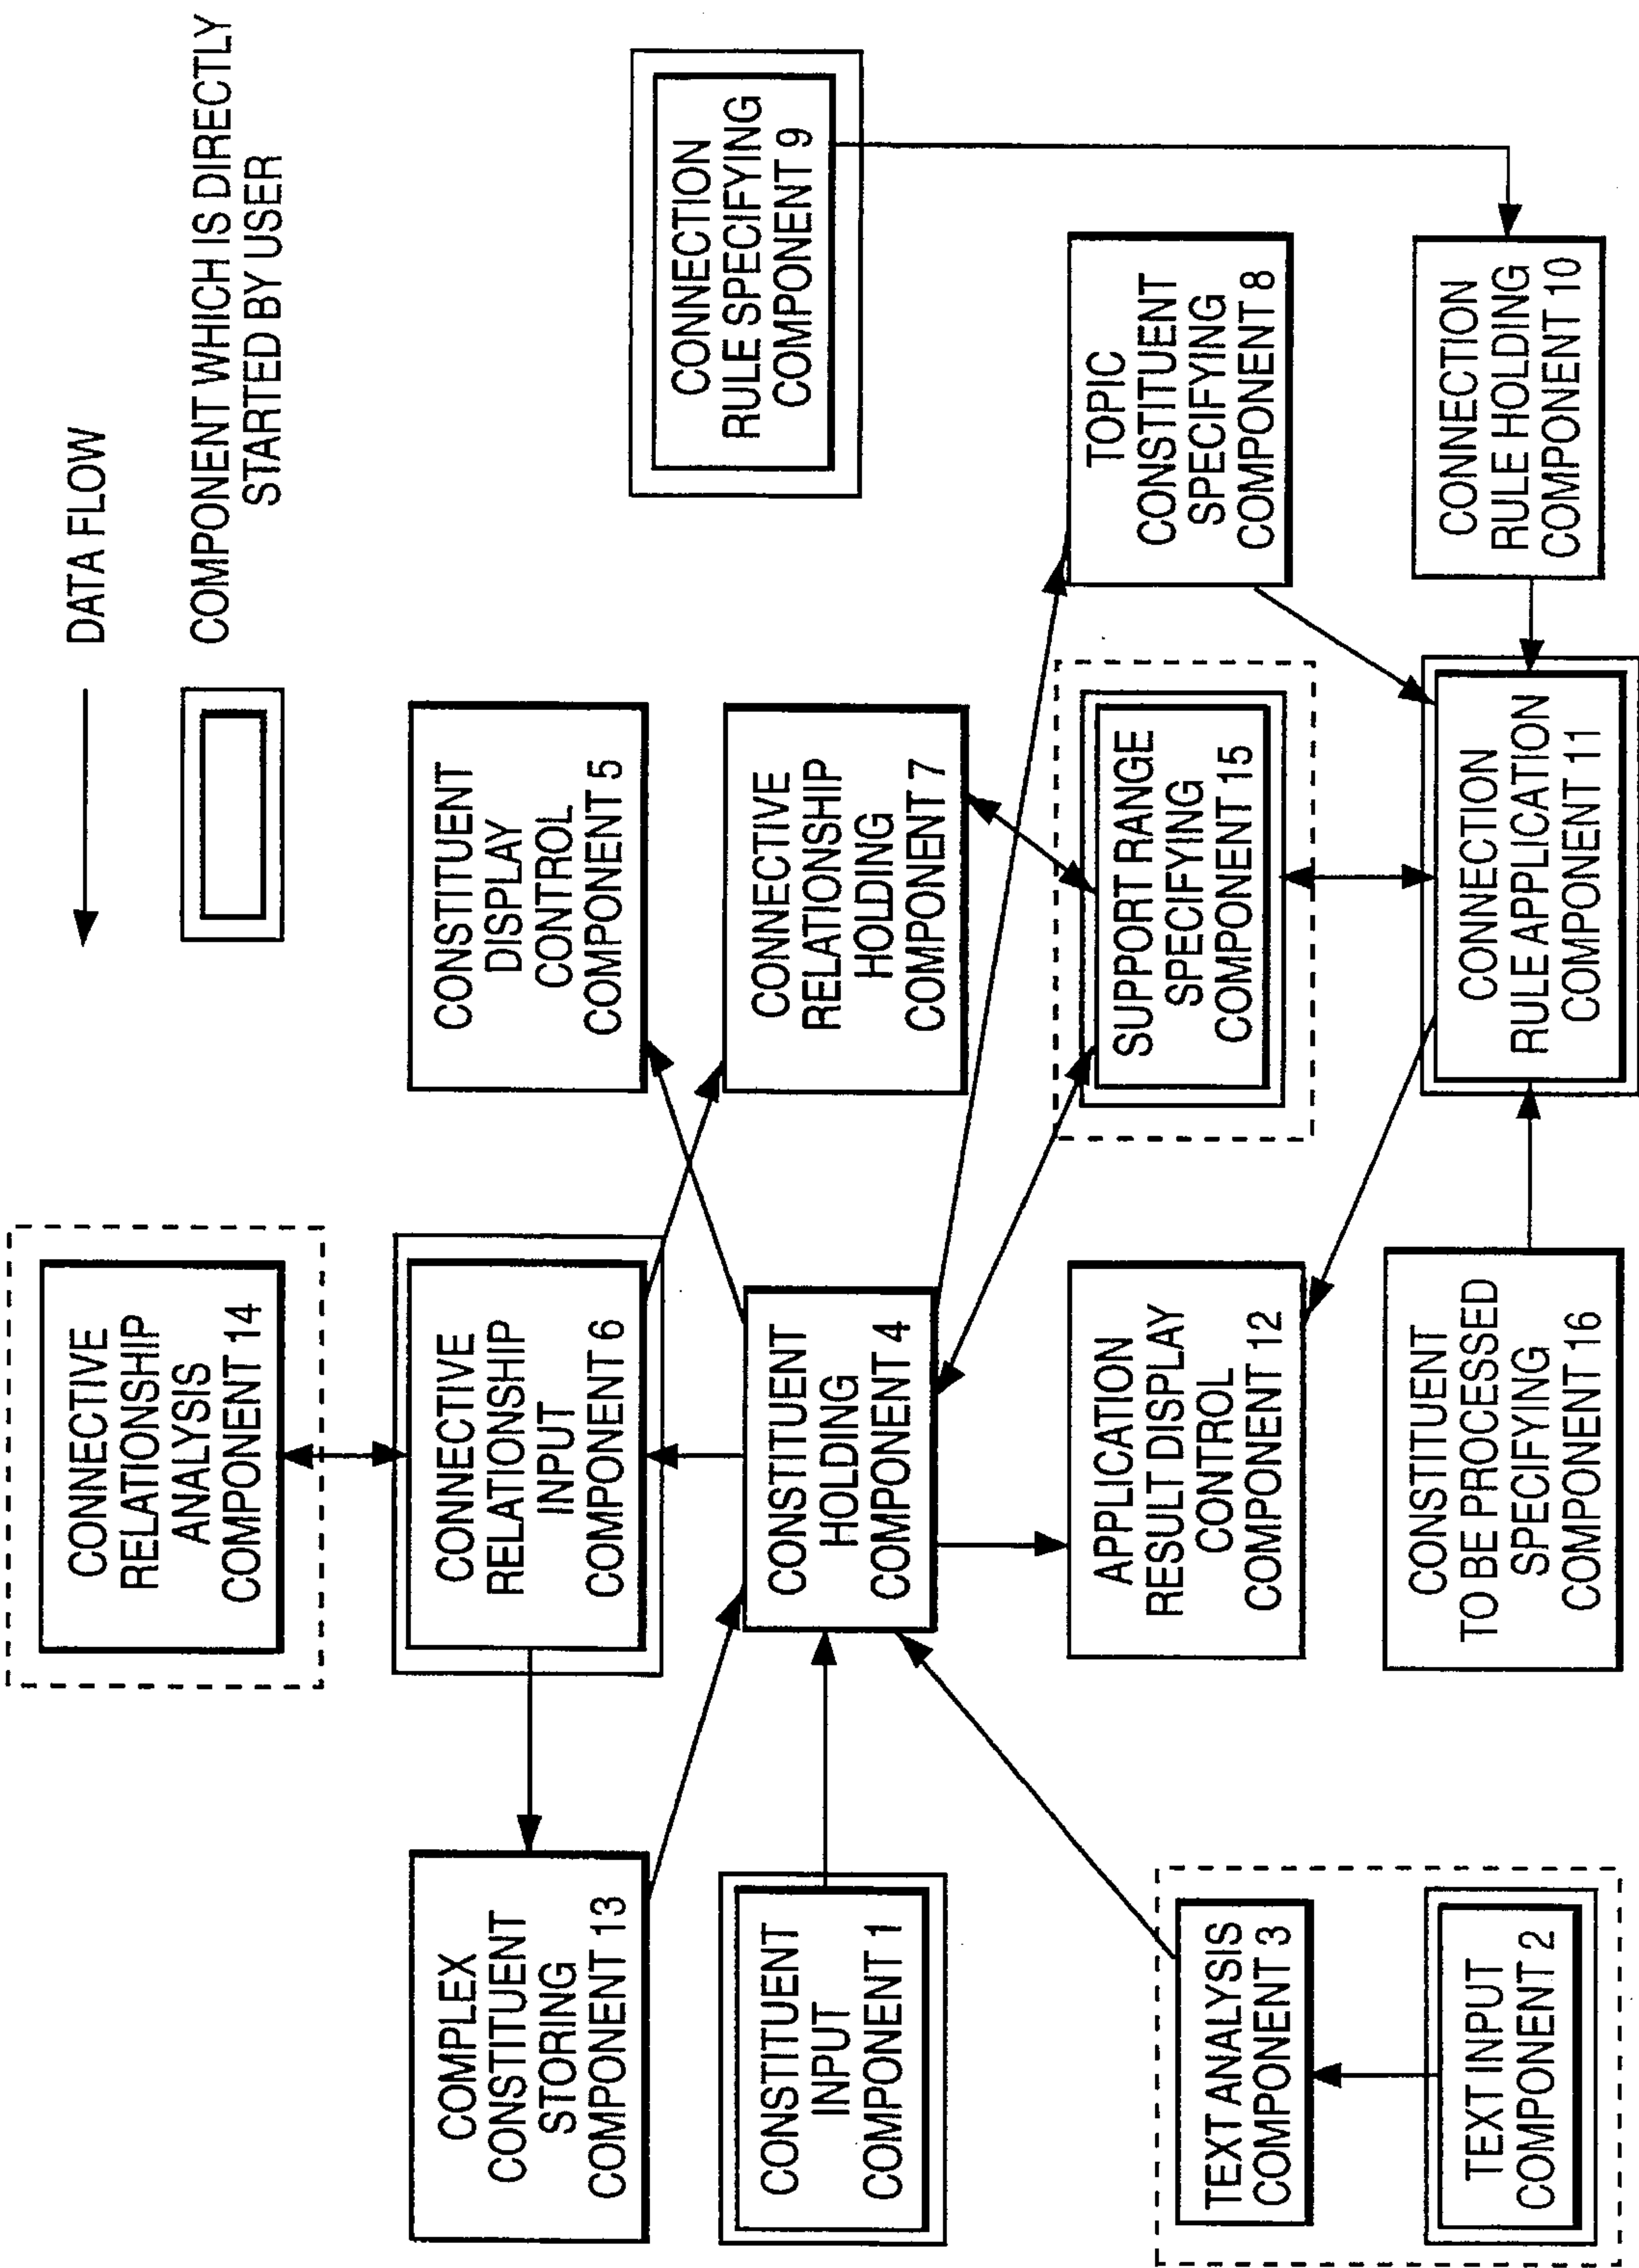 DATA FLOW
COMPONENT WHICH IS DIRECTLY
STARTED BY USER
CONNECTIVE
RELATIONSHIP
ANALYSIS
COMPONENT 14
COMPLEX
CONSTITUENT
STORING
COMPONENT 13
CONNECTIVE
RELATIONSHIP
INPUT
COMPONENT 6
CONSTITUENT
DISPLAY
CONTROL
COMPONENT 5
CONSTITUENT
INPUT
COMPONENT 1
CONSTITUENT
HOLDING
COMPONENT 4
CONNECTIVE
RELATIONSHIP
HOLDING
COMPONENT 7
CONNECTION
RULE SPECIFYING
COMPONENT 9
TEXT ANALYSIS
COMPONENT 3
APPLICATION
RESULT DISPLAY
CONTROL
COMPONENT 12
SUPPORT RANGE
SPECIFYING
COMPONENT 15
TOPIC
CONSTITUENT
SPECIFYING
COMPONENT 8
TEXT INPUT
COMPONENT 2
CONSTITUENT
TO BE PROCESSED
SPECIFYING
COMPONENT 16
CONNECTION
RULE APPLICATION
COMPONENT 11
CONNECTION
RULE HOLDING
COMPONENT 10